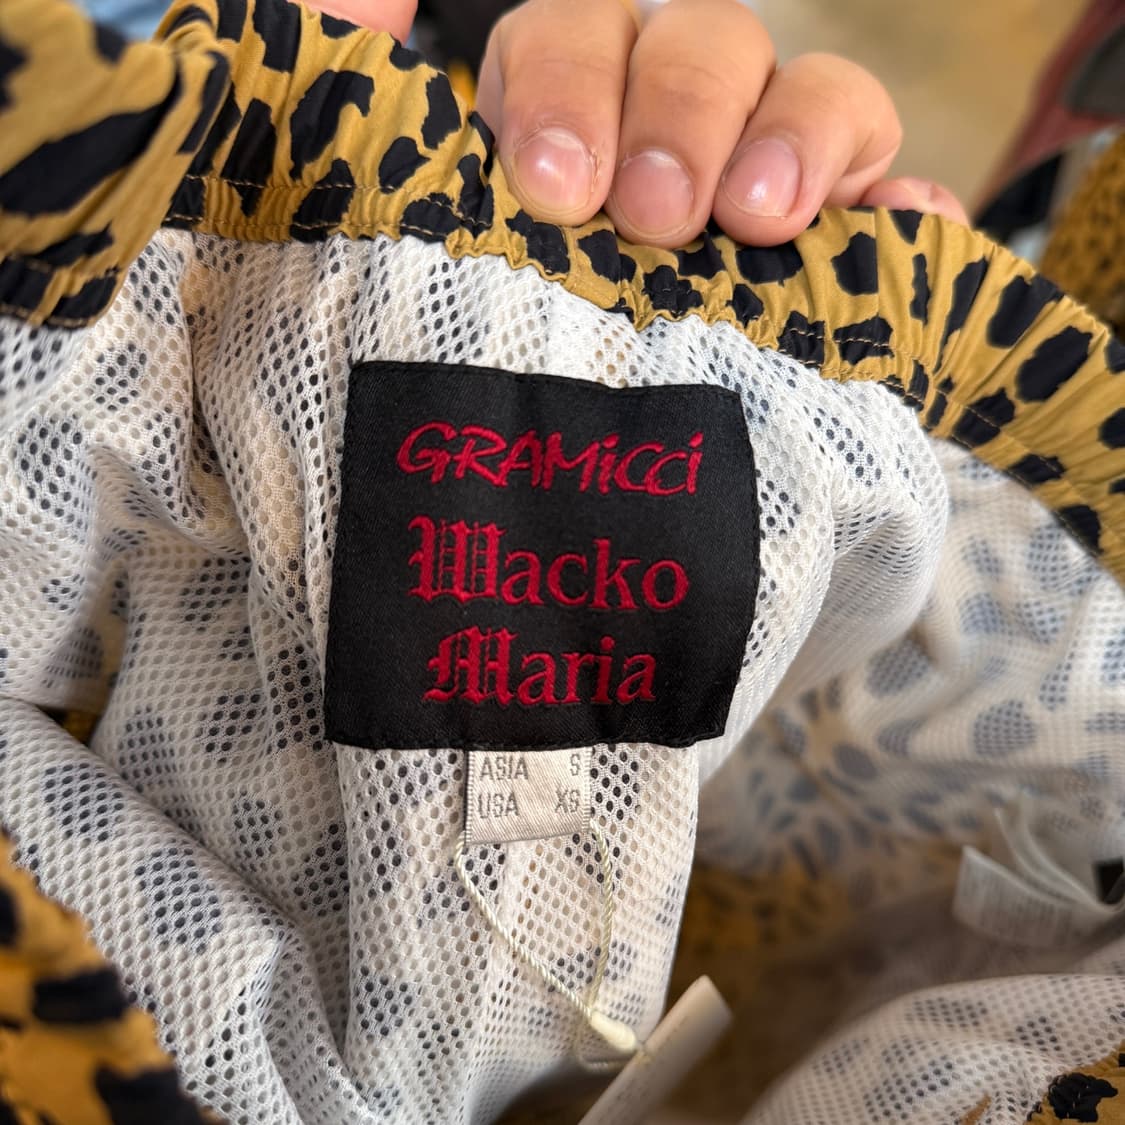 GRAMiCCi
Wacko
Maria
ASIA S
USA XS